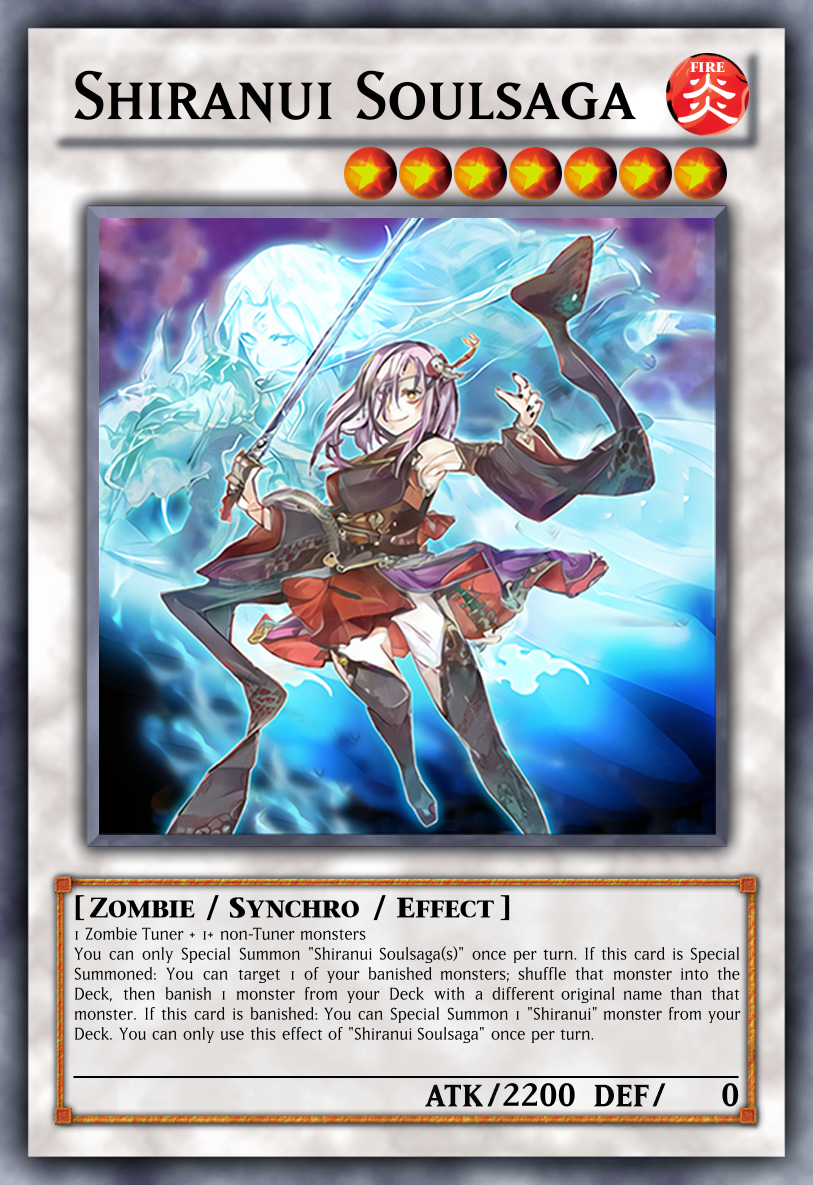 Shiranui Soulsaga
FIRE
炎
[ Zombie / Synchro / Effect ]
1 Zombie Tuner + 1+ non-Tuner monsters
You can only Special Summon "Shiranui Soulsaga(s)" once per turn. If this card is Special
Summoned: You can target 1 of your banished monsters; shuffle that monster into the
Deck, then banish 1 monster from your Deck with a different original name than that
monster. If this card is banished: You can Special Summon 1 "Shiranui" monster from your
Deck. You can only use this effect of "Shiranui Soulsaga" once per turn.
ATK/2200 DEF/ 0